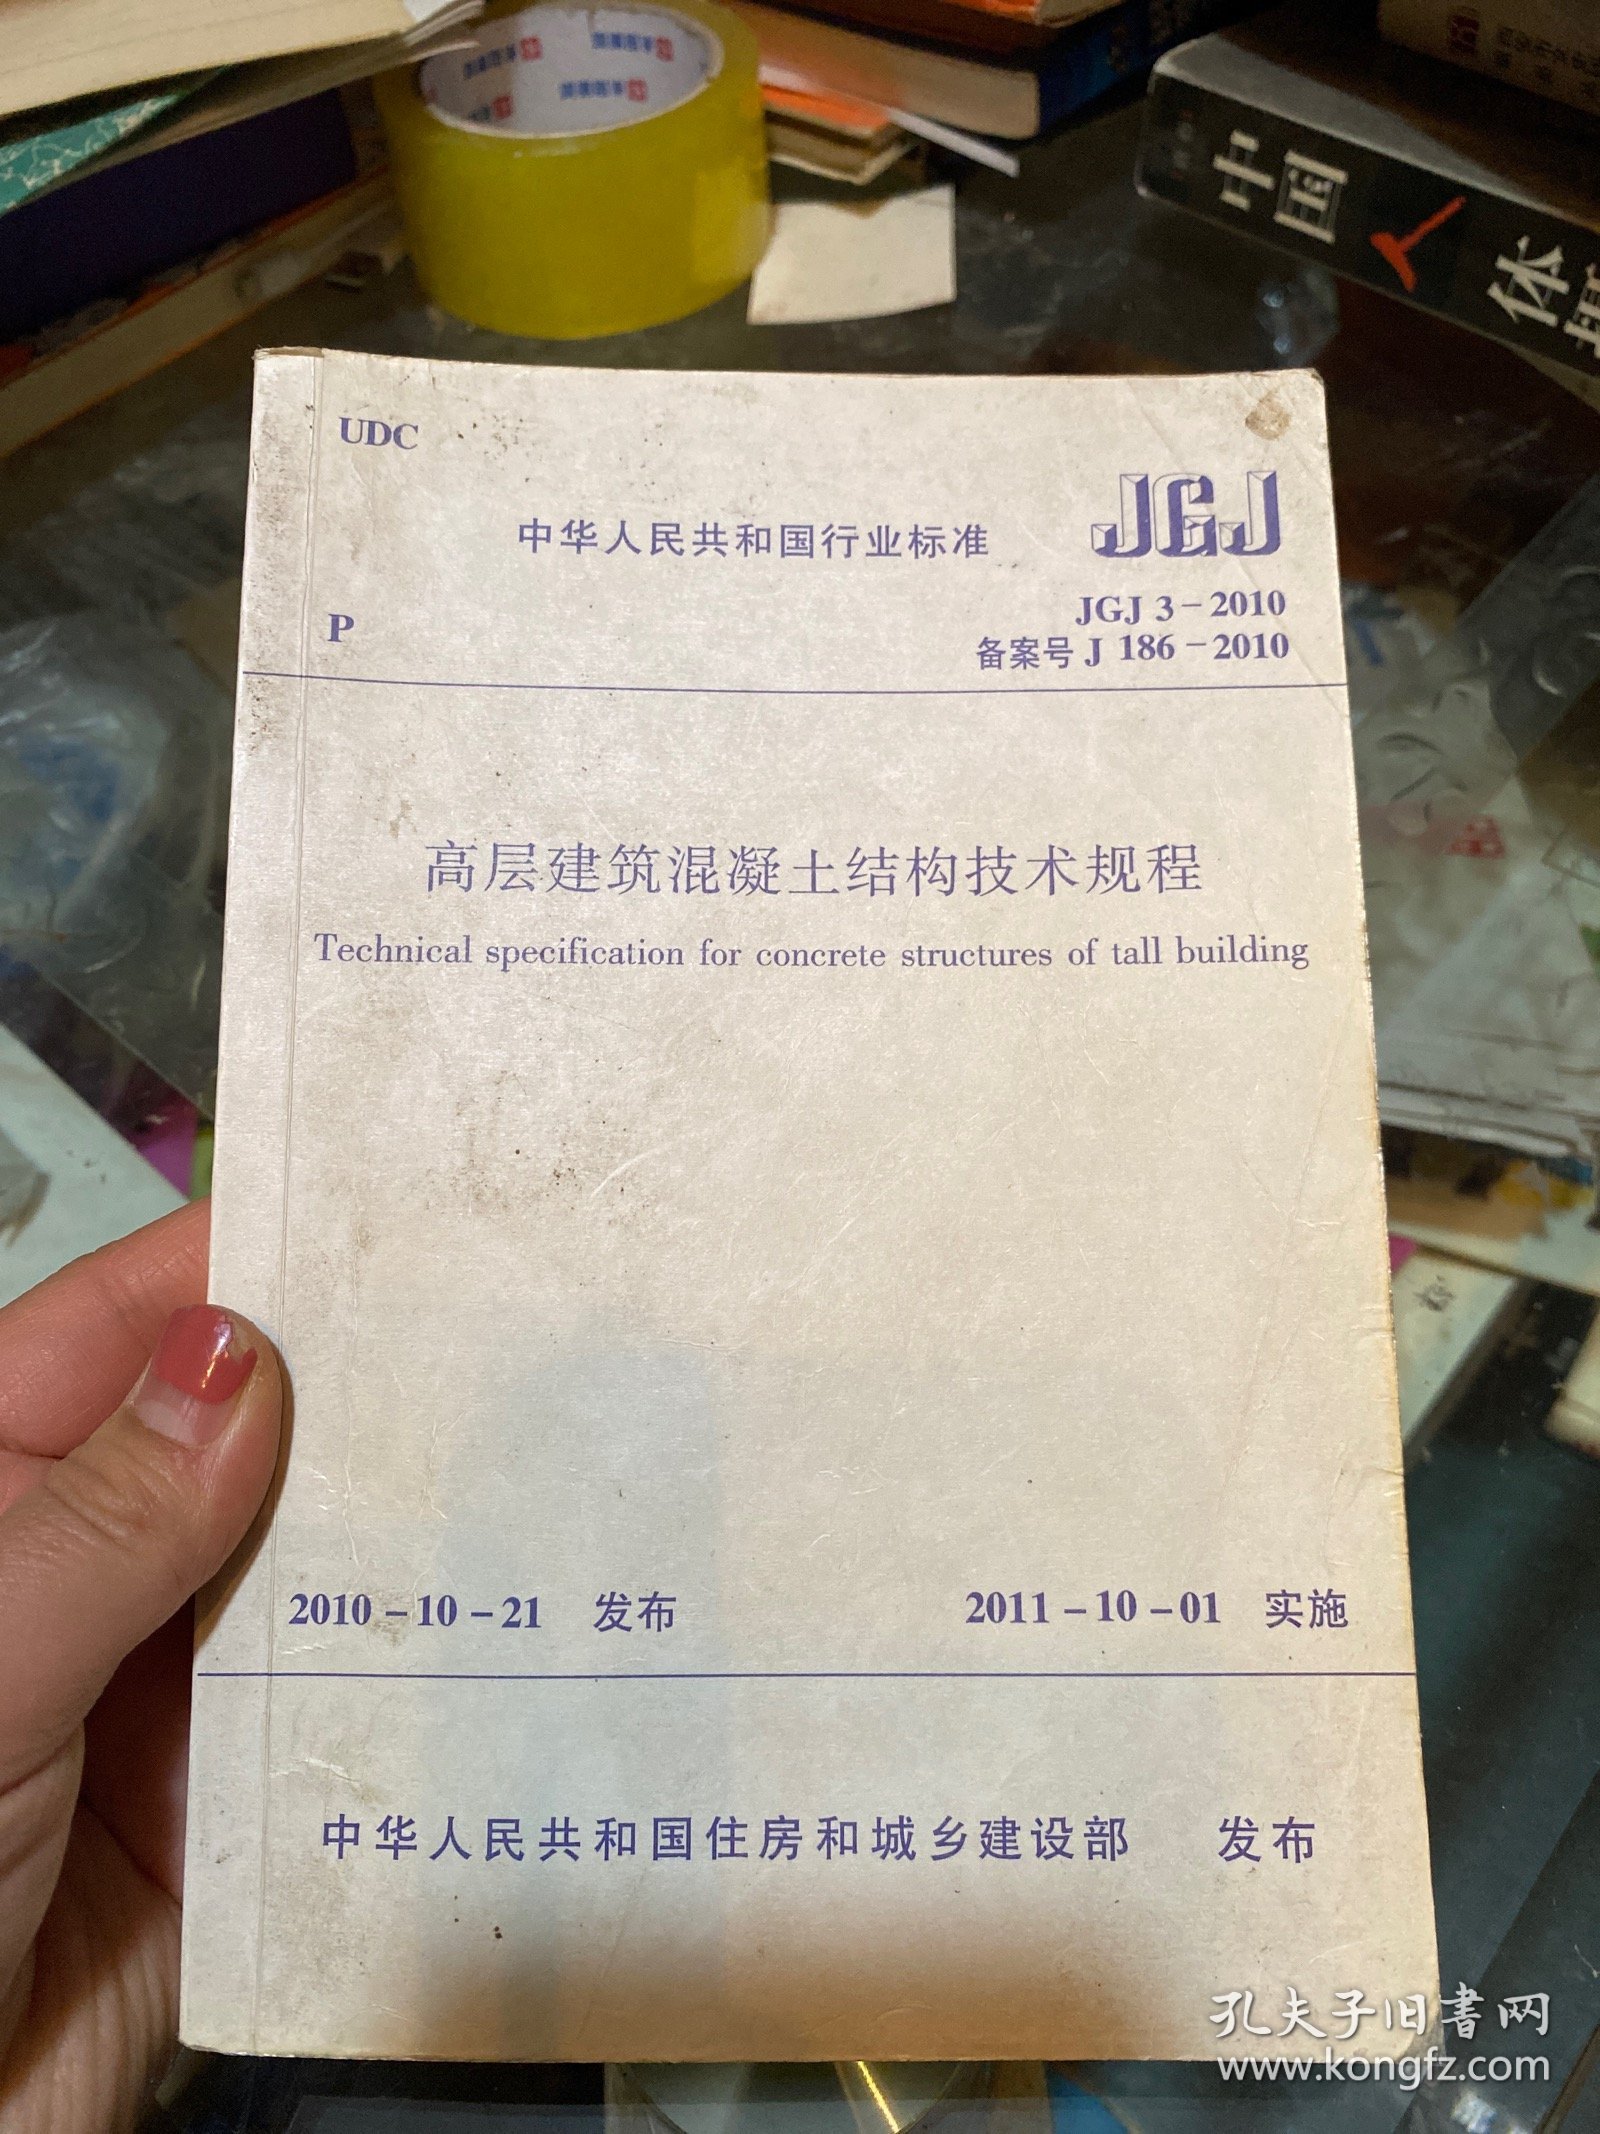 中国人体
UDC
中华人民共和国行业标准
JGJ
P
JGJ 3－2010
备案号 J 186－2010
高层建筑混凝土结构技术规程
Technical specification for concrete structures of tall building
2010－10－21 发布
2011－10－01 实施
中华人民共和国住房和城乡建设部 发布
孔夫子旧书网
www.kongfz.com